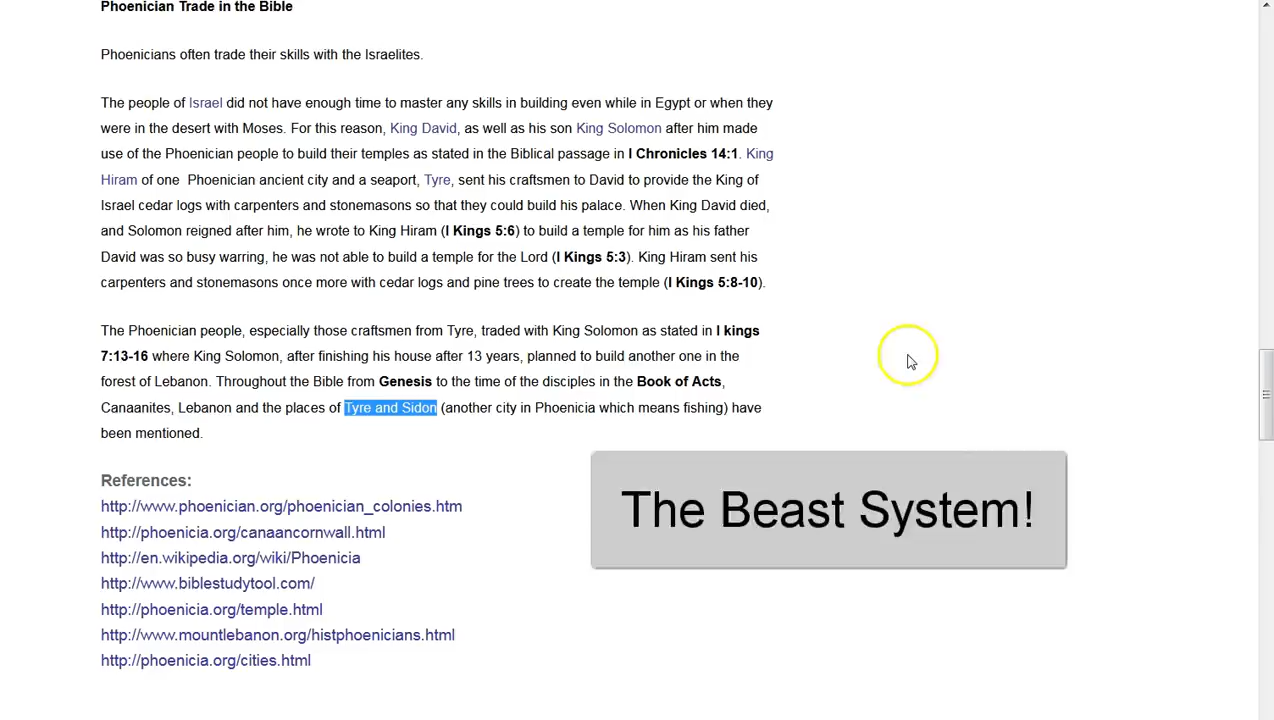 Phoenician Trade in the Bible
Phoenicians often trade their skills with the Israelites.
The people of Israel did not have enough time to master any skills in building even while in Egypt or when they
were in the desert with Moses. For this reason, King David, as well as his son King Solomon after him made
use of the Phoenician people to build their temples as stated in the Biblical passage in I Chronicles 14:1. King
Hiram of one  Phoenician ancient city and a seaport, Tyre, sent his craftsmen to David to provide the King of
Israel cedar logs with carpenters and stonemasons so that they could build his palace. When King David died,
and Solomon reigned after him, he wrote to King Hiram (I Kings 5:6) to build a temple for him as his father
David was so busy warring, he was not able to build a temple for the Lord (I Kings 5:3). King Hiram sent his
carpenters and stonemasons once more with cedar logs and pine trees to create the temple (I Kings 5:8-10).
The Phoenician people, especially those craftsmen from Tyre, traded with King Solomon as stated in I kings
7:13-16 where King Solomon, after finishing his house after 13 years, planned to build another one in the
forest of Lebanon. Throughout the Bible from Genesis to the time of the disciples in the Book of Acts,
Canaanites, Lebanon and the places of Tyre and Sidon (another city in Phoenicia which means fishing) have
been mentioned.
References:
http://www.phoenician.org/phoenician_colonies.htm
http://phoenicia.org/canaancornwall.html
http://en.wikipedia.org/wiki/Phoenicia
http://www.biblestudytool.com/
http://phoenicia.org/temple.html
http://www.mountlebanon.org/histphoenicians.html
http://phoenicia.org/cities.html
The Beast System!